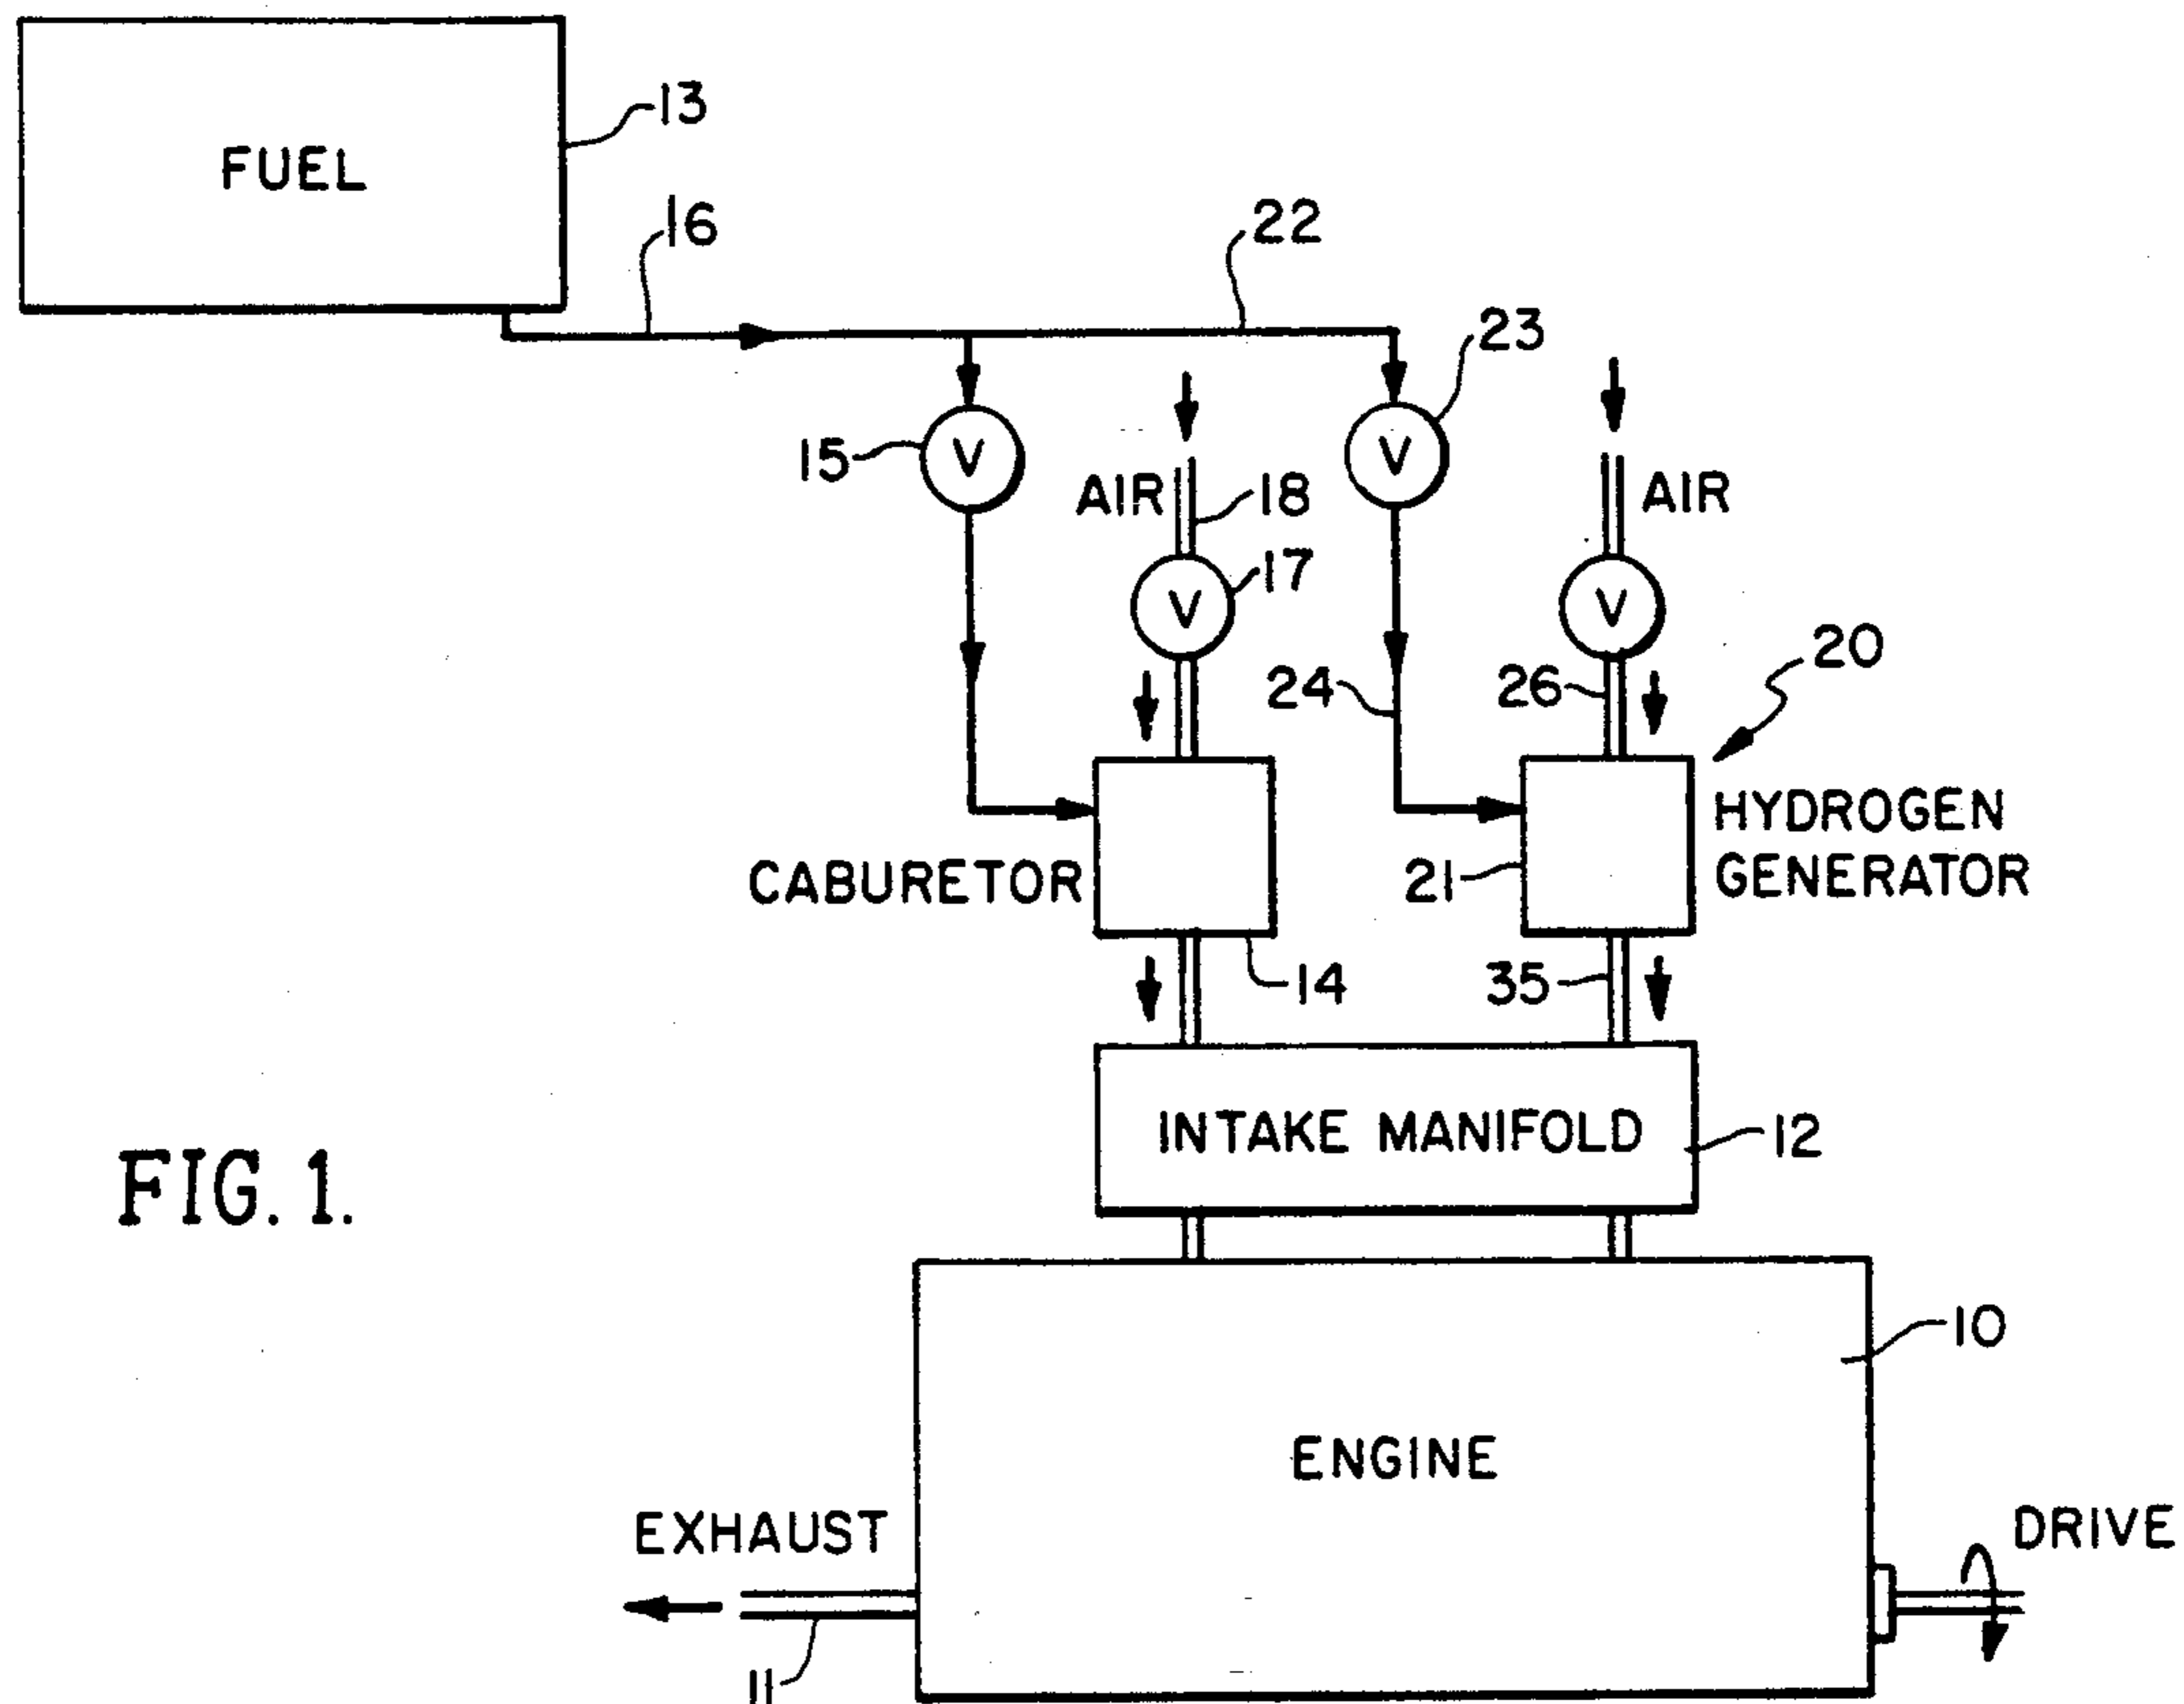 13
FUEL
16
22
23
15
V
V
AIR
18
AIR
17
V
V
20
24
26
HYDROGEN
GENERATOR
CABURETOR
21
14
35
INTAKE MANIFOLD
12
FIG. 1.
10
ENGINE
EXHAUST
DRIVE
11